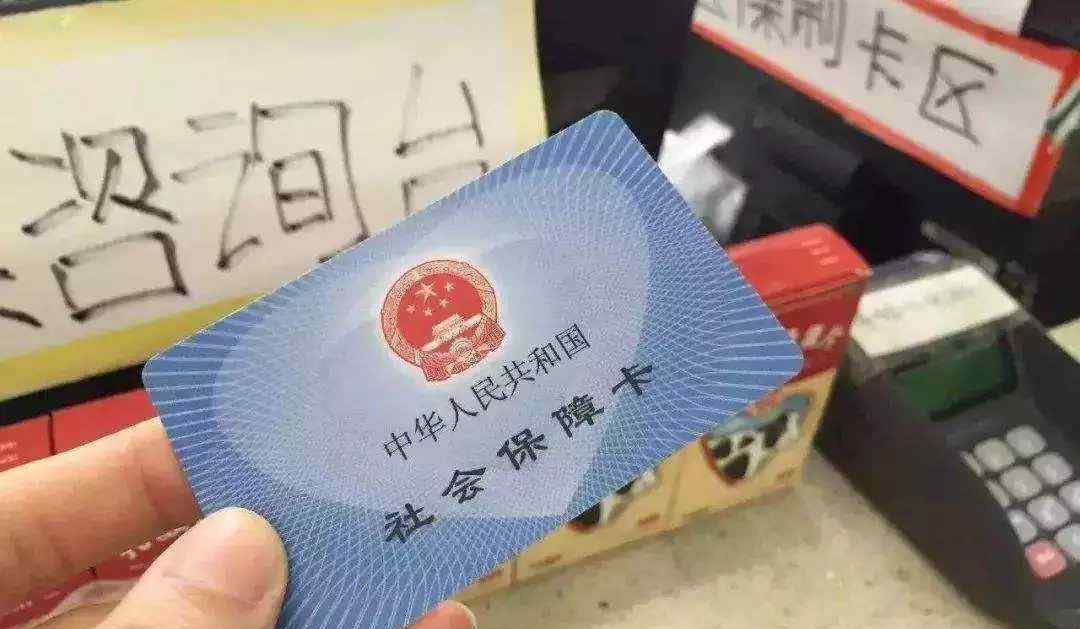 咨询台
保刷卡区
中华人民共和国
社会保障卡